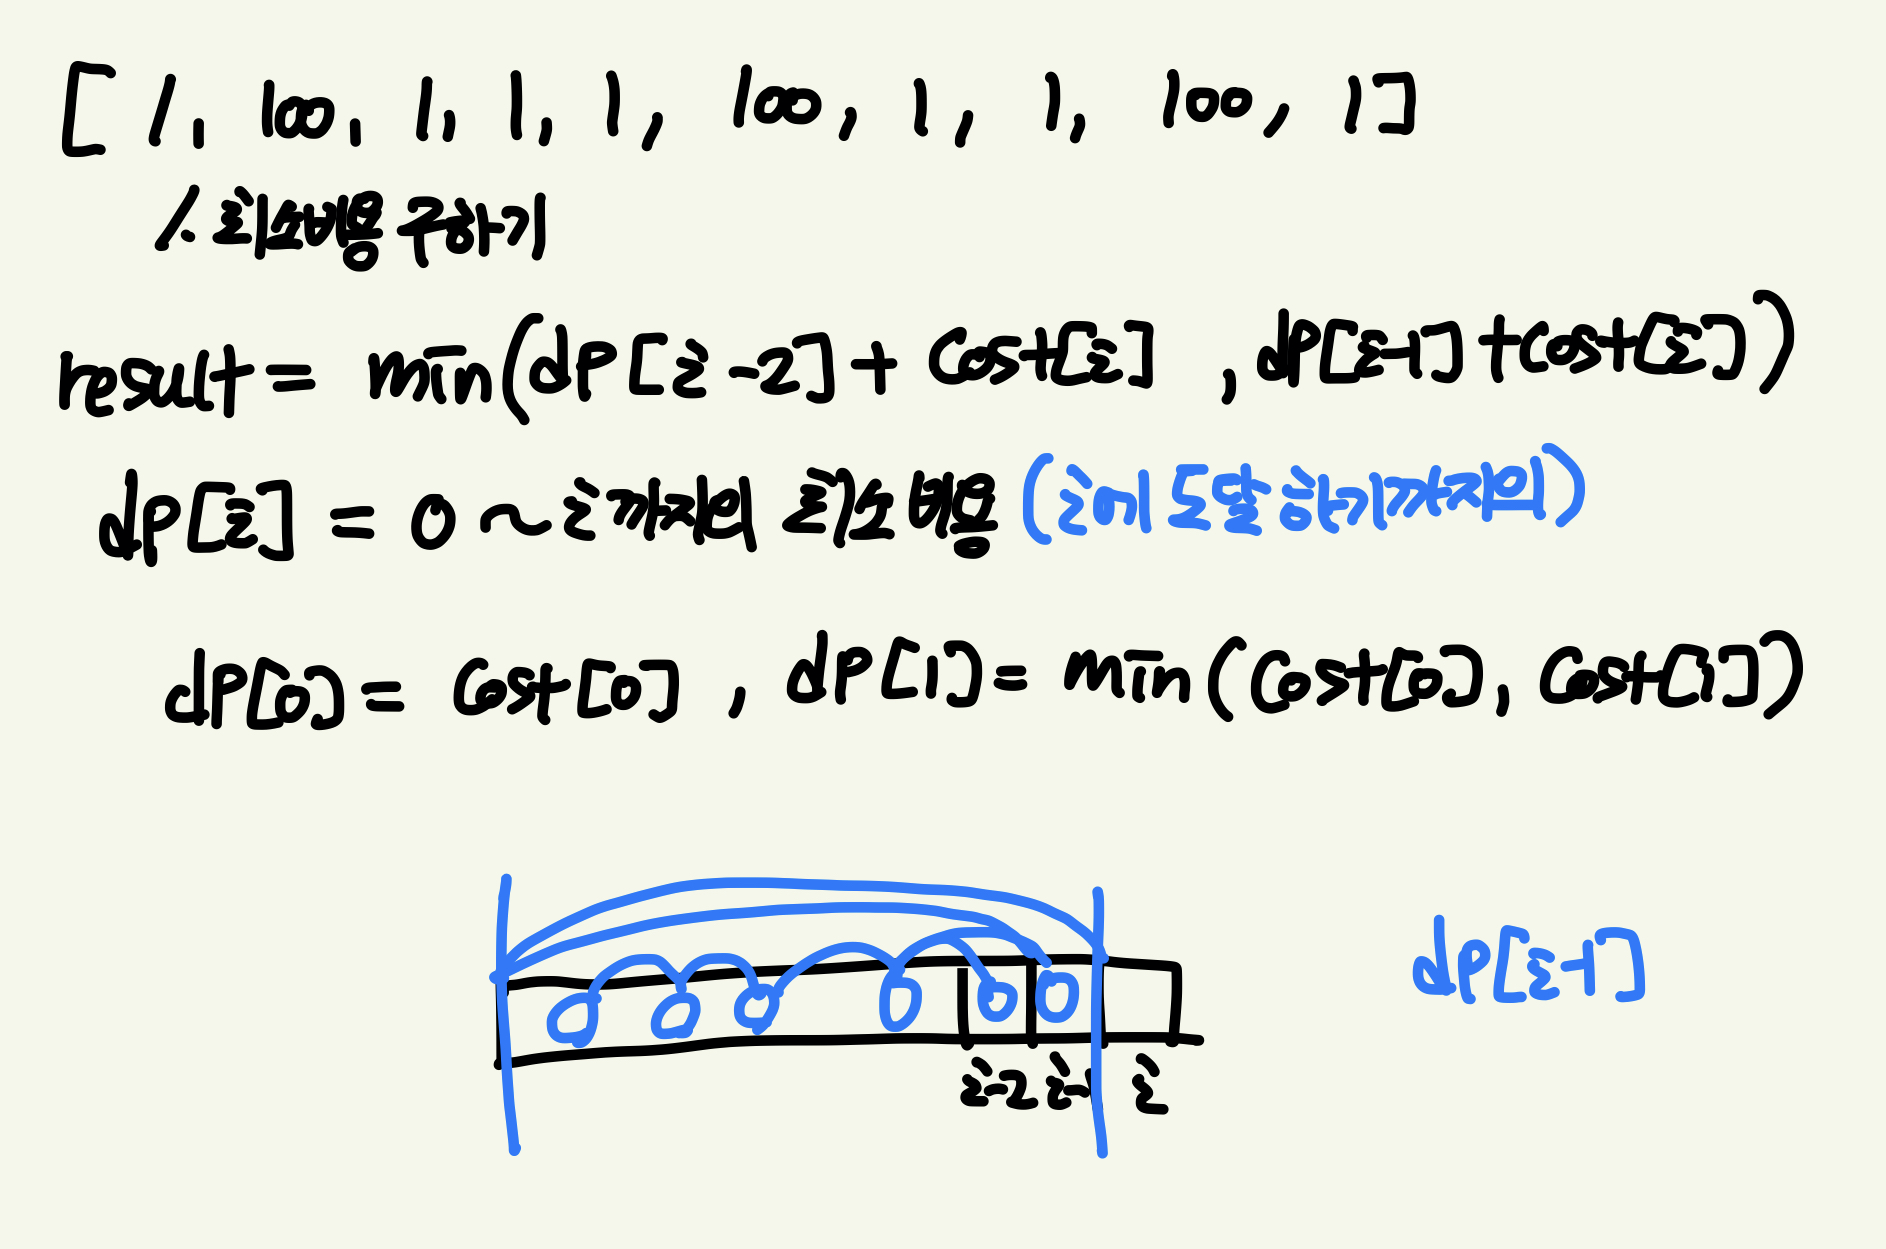 [ 1, 100, 1, 1, 1, 100, 1, 1, 100, 1]
1. 최소비용 구하기
result = min(dp[i-2] + cost[i], dp[i-1] + cost[i])
dp[i] = 0 ~ i까지의 최소 비용 (i에 도달하기까지의)
dp[0] = cost[0], dp[1] = min(cost[0], cost[1])
dp[i-1]
i-2 i-1 i